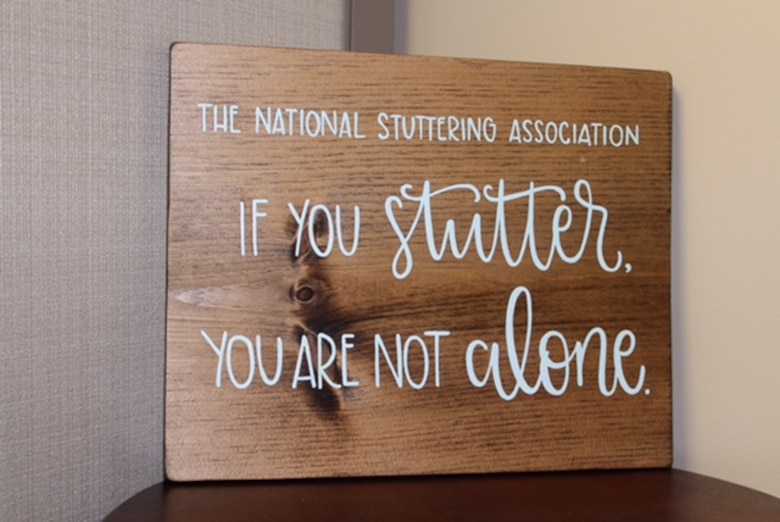 THE NATIONAL STUTTERING ASSOCIATION
IF YOU stutter,
YOU ARE NOT alone.